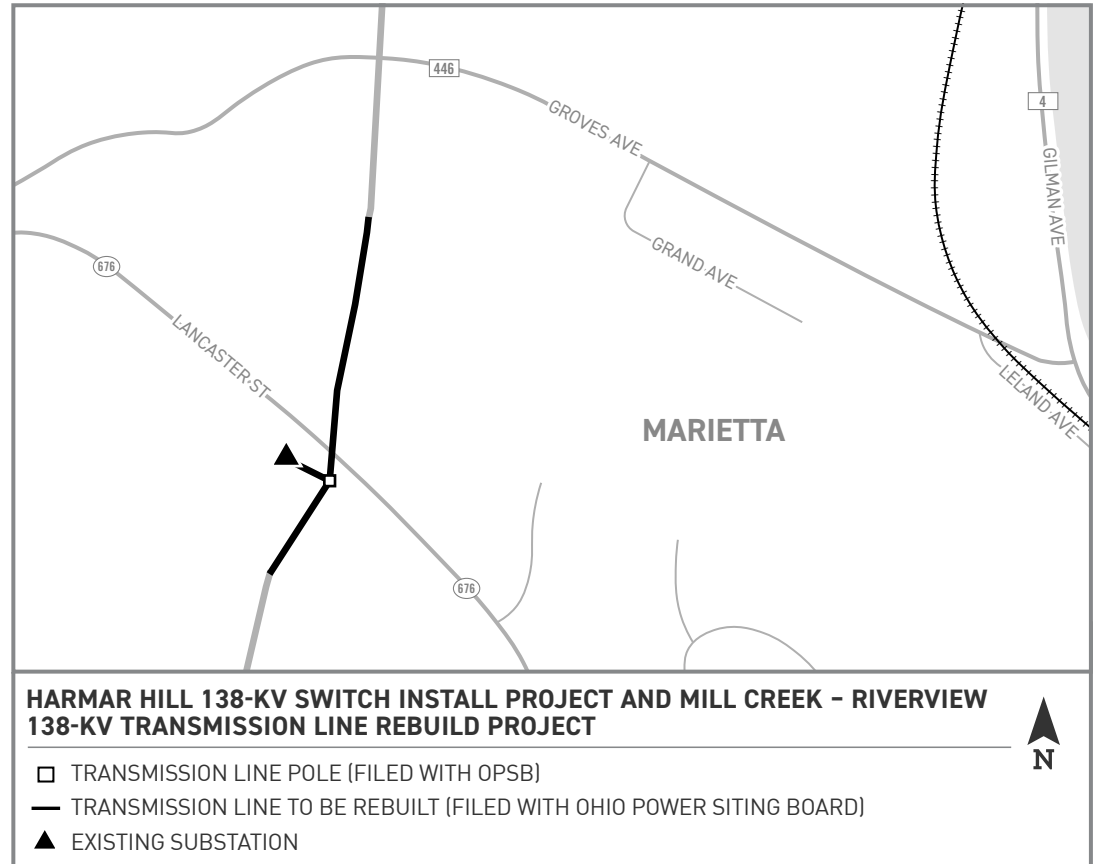 446
GROVES AVE
4
GILMAN AVE
GRAND AVE
676
LANCASTER ST
LELAND AVE
MARIETTA
676
HARMAR HILL 138-KV SWITCH INSTALL PROJECT AND MILL CREEK – RIVERVIEW
138-KV TRANSMISSION LINE REBUILD PROJECT
N
TRANSMISSION LINE POLE (FILED WITH OPSB)
TRANSMISSION LINE TO BE REBUILT (FILED WITH OHIO POWER SITING BOARD)
EXISTING SUBSTATION